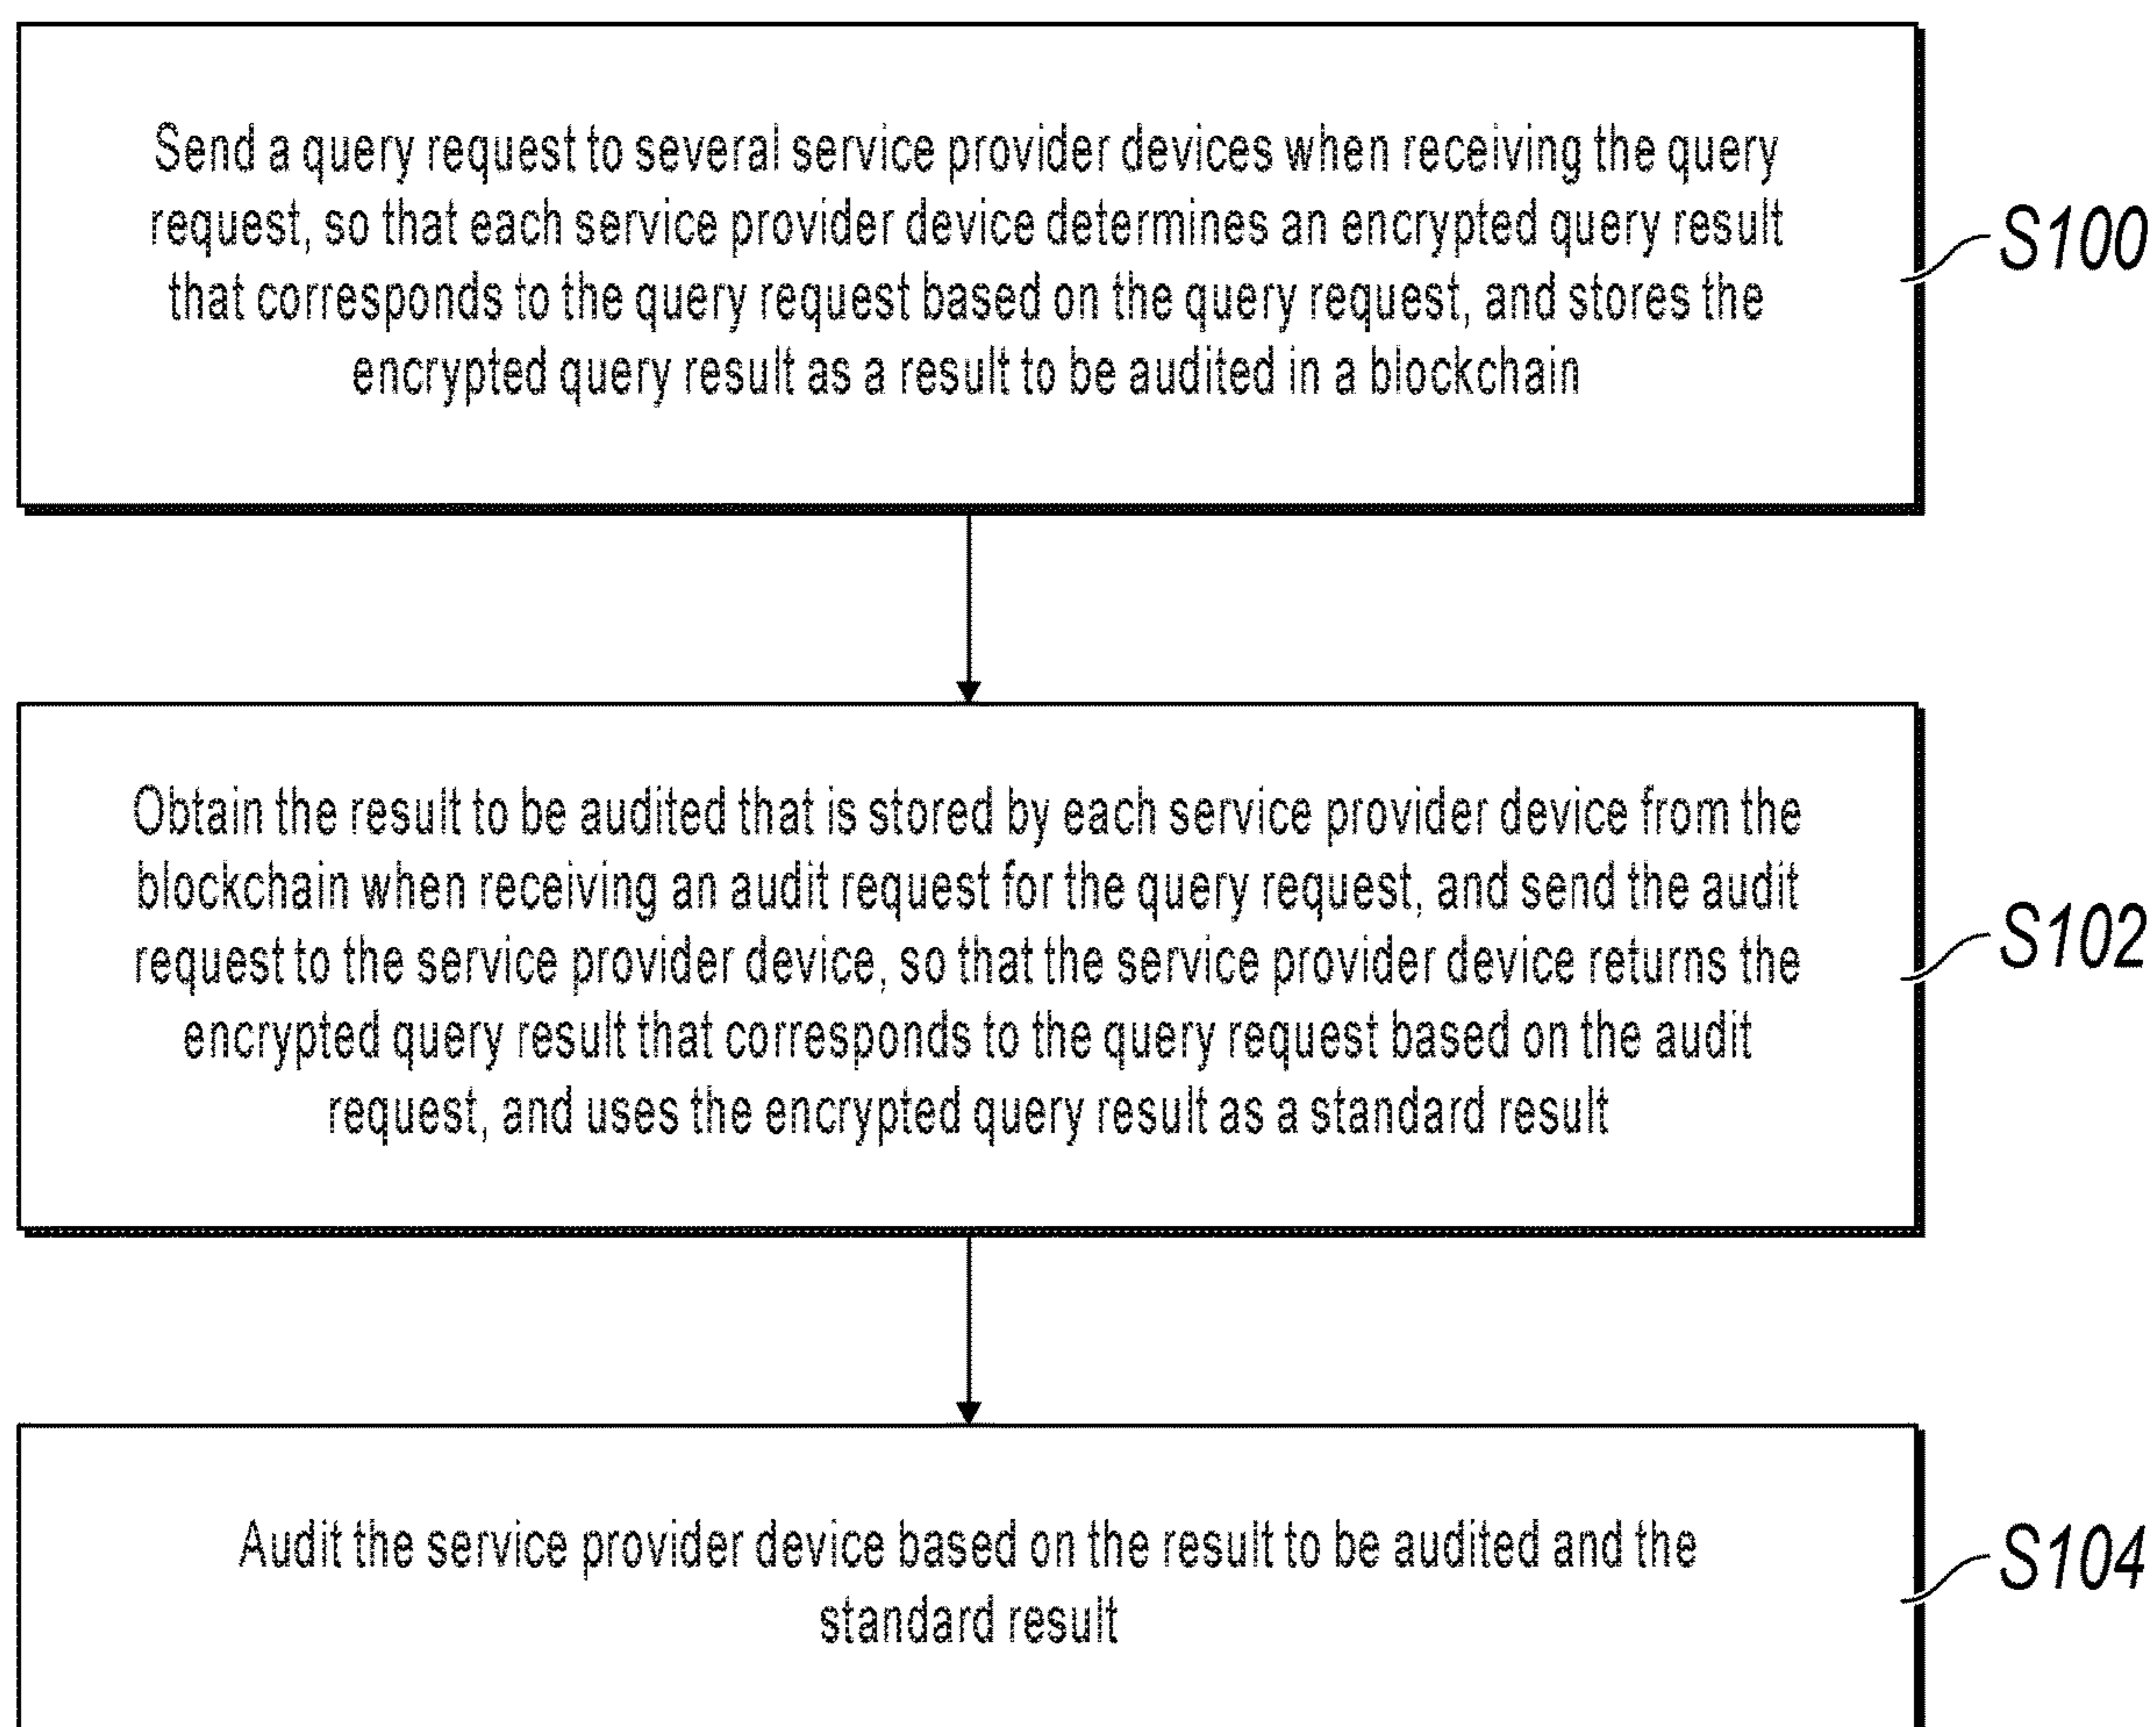 Send a query request to several service provider devices when receiving the query
request, so that each service provider device determines an encrypted query result
that corresponds to the query request based on the query request, and stores the
encrypted query result as a result to be audited in a blockchain
S100
Obtain the result to be audited that is stored by each service provider device from the
blockchain when receiving an audit request for the query request, and send the audit
request to the service provider device, so that the service provider device returns the
encrypted query result that corresponds to the query request based on the audit
request, and uses the encrypted query result as a standard result
S102
Audit the service provider device based on the result to be audited and the
standard result
S104